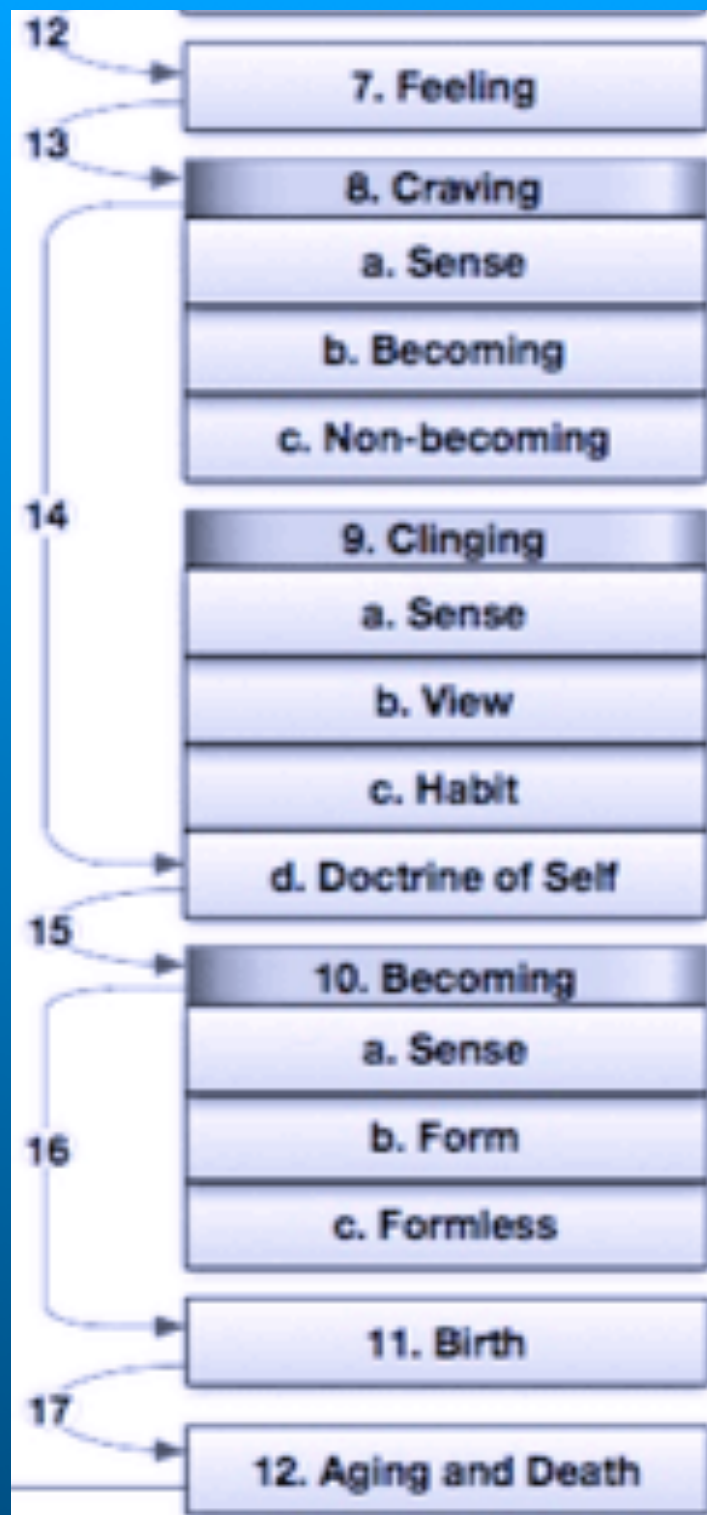 12
7. Feeling
13
8. Craving
a. Sense
b. Becoming
c. Non-becoming
14
9. Clinging
a. Sense
b. View
c. Habit
d. Doctrine of Self
15
10. Becoming
a. Sense
b. Form
16
c. Formless
11. Birth
17
12. Aging and Death